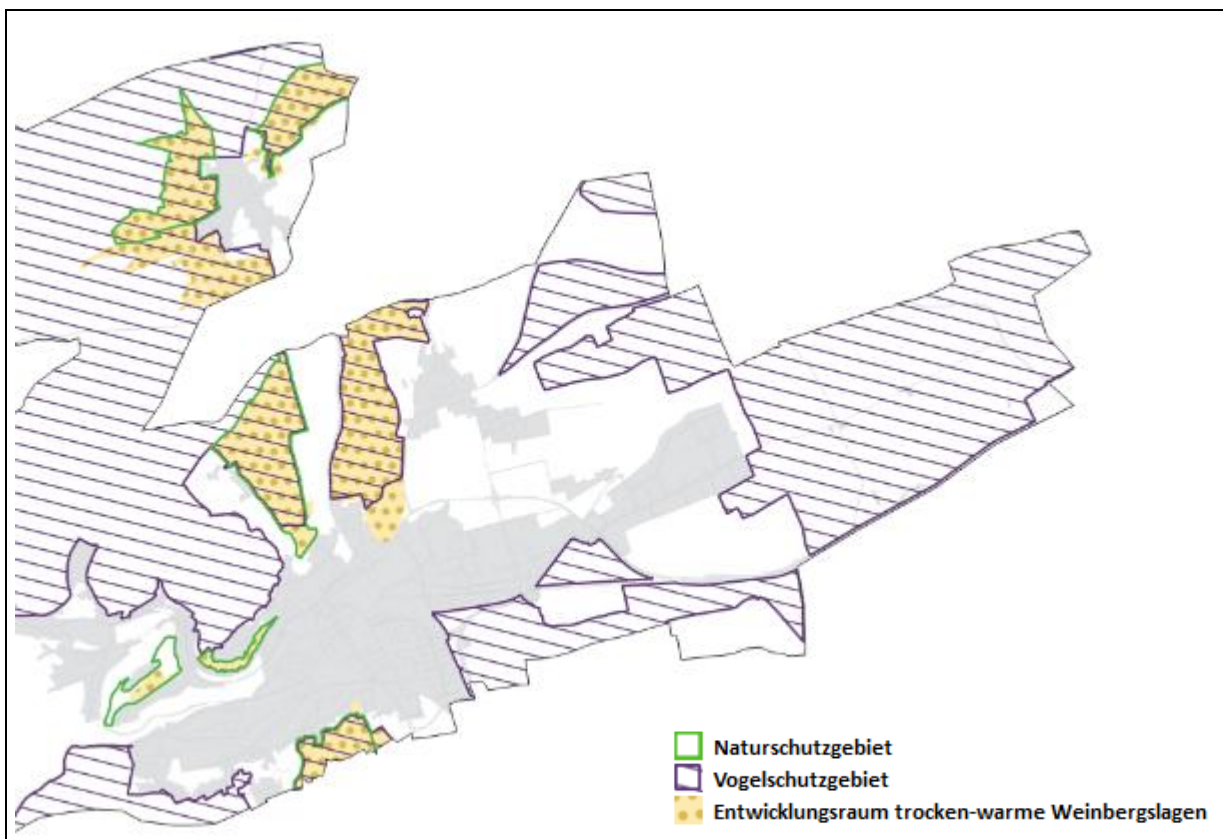 Naturschutzgebiet
Vogelschutzgebiet
Entwicklungsraum trocken-warme Weinbergslagen